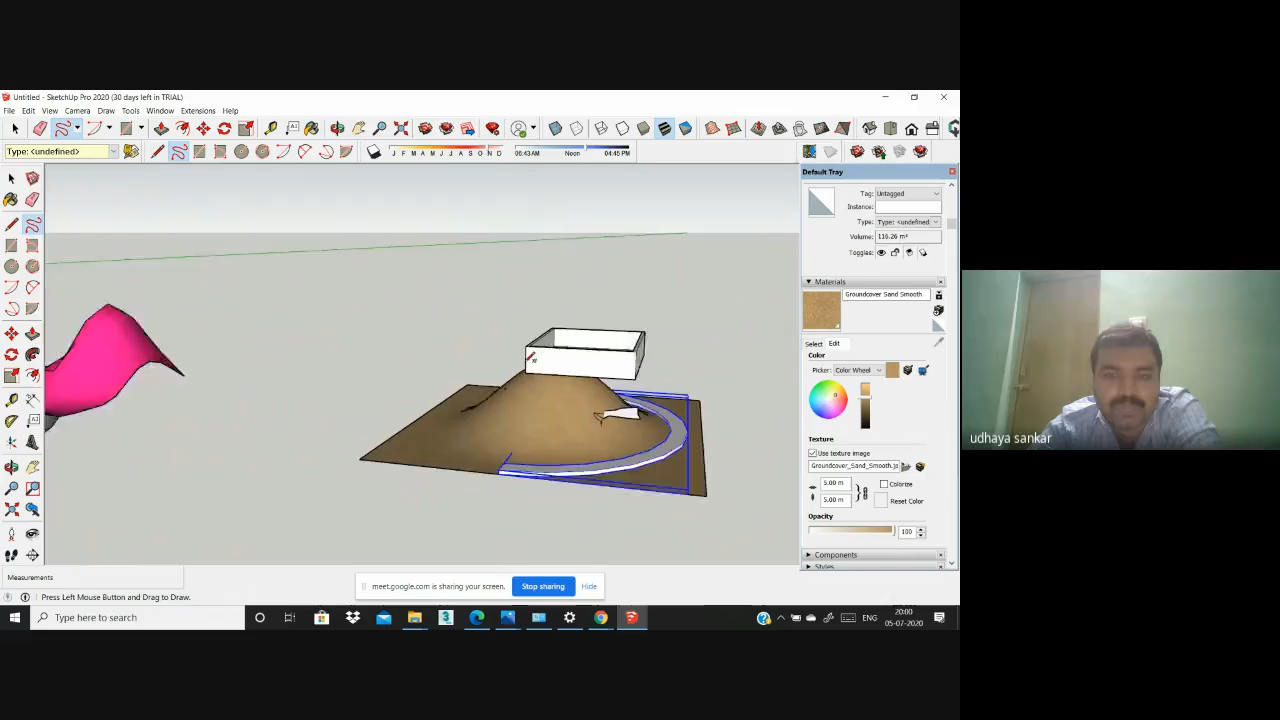 Untitled - SketchUp Pro 2020 (30 days left in TRIAL)
File Edit View Camera Draw Tools Window Extensions Help
Type: <undefined>
J F M A M J J A S O N D 06:43AM Noon 04:45 PM
Default Tray
Tag: Untagged
Instance:
Type: Type: <undefined
Volume: 116.26 m³
Toggles:
Materials
Groundcover Sand Smooth
Select Edit
Color
Picker: Color Wheel
Texture
Use texture image
Groundcover_Sand_Smooth.jp
5.00 m Colorize
5.00 m Reset Color
Opacity
100
Components
Styles
udhaya sankar
Measurements
meet.google.com is sharing your screen. Stop sharing Hide
Press Left Mouse Button and Drag to Draw.
Type here to search
ENG
20:00
05-07-2020